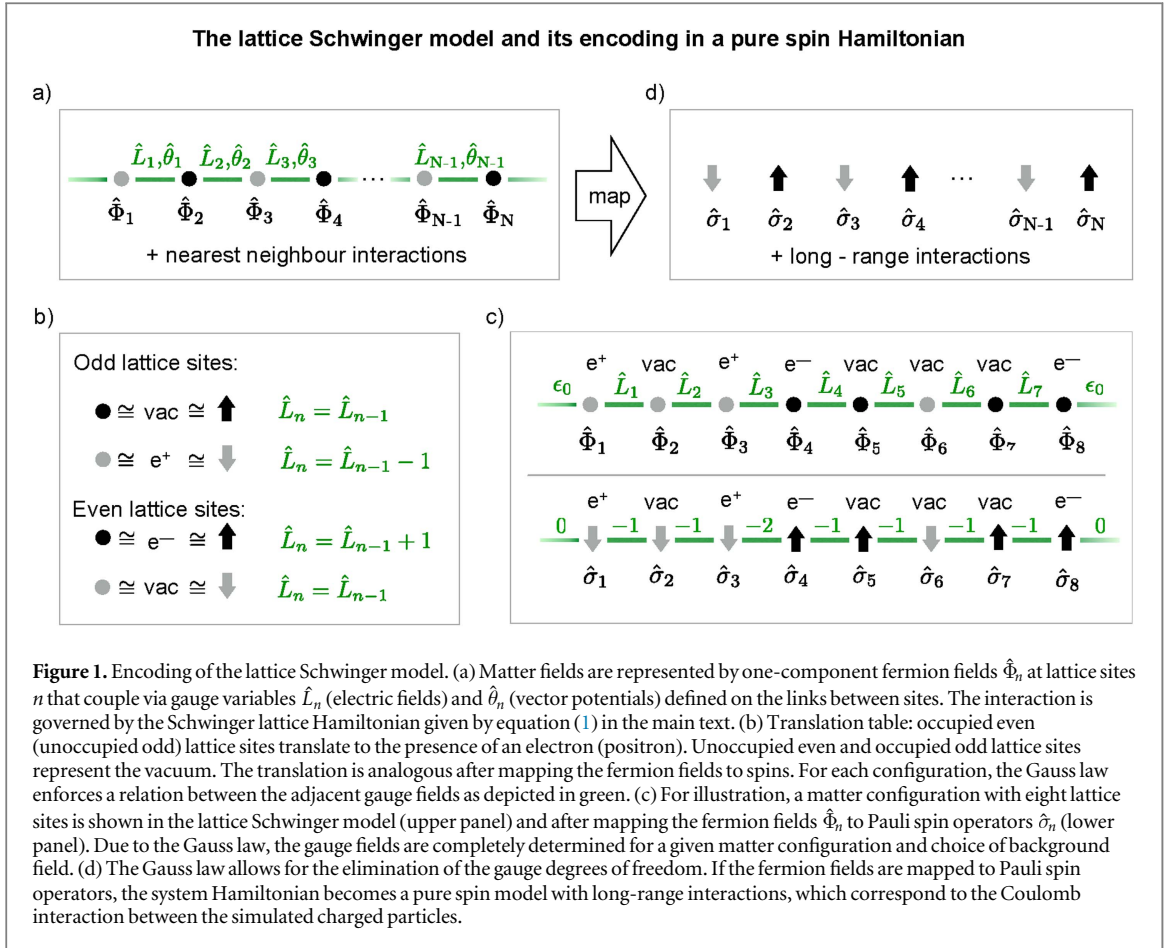 The lattice Schwinger model and its encoding in a pure spin Hamiltonian
a)
L̂₁,θ̂₁ L̂₂,θ̂₂ L̂₃,θ̂₃ L̂N-1,θ̂N-1
...
Φ̂₁ Φ̂₂ Φ̂₃ Φ̂₄ Φ̂N-1 Φ̂N
+ nearest neighbour interactions
map
d)
...
σ̂₁ σ̂₂ σ̂₃ σ̂₄ σ̂N-1 σ̂N
+ long - range interactions
b)
Odd lattice sites:
● ≅ vac ≅ ⬆ L̂ₙ = L̂ₙ₋₁
● ≅ e⁺ ≅ ⬇ L̂ₙ = L̂ₙ₋₁ − 1
Even lattice sites:
● ≅ e− ≅ ⬆ L̂ₙ = L̂ₙ₋₁ + 1
● ≅ vac ≅ ⬇ L̂ₙ = L̂ₙ₋₁
c)
e⁺ vac e⁺ e− vac vac vac e−
ϵ₀ L̂₁ L̂₂ L̂₃ L̂₄ L̂₅ L̂₆ L̂₇ ϵ₀
Φ̂₁ Φ̂₂ Φ̂₃ Φ̂₄ Φ̂₅ Φ̂₆ Φ̂₇ Φ̂₈
e⁺ vac e⁺ e− vac vac vac e−
0 −1 −1 −2 −1 −1 −1 −1 0
σ̂₁ σ̂₂ σ̂₃ σ̂₄ σ̂₅ σ̂₆ σ̂₇ σ̂₈
Figure 1. Encoding of the lattice Schwinger model. (a) Matter fields are represented by one-component fermion fields Φ̂ₙ at lattice sites
n that couple via gauge variables L̂ₙ (electric fields) and θ̂ₙ (vector potentials) defined on the links between sites. The interaction is
governed by the Schwinger lattice Hamiltonian given by equation (1) in the main text. (b) Translation table: occupied even
(unoccupied odd) lattice sites translate to the presence of an electron (positron). Unoccupied even and occupied odd lattice sites
represent the vacuum. The translation is analogous after mapping the fermion fields to spins. For each configuration, the Gauss law
enforces a relation between the adjacent gauge fields as depicted in green. (c) For illustration, a matter configuration with eight lattice
sites is shown in the lattice Schwinger model (upper panel) and after mapping the fermion fields Φ̂ₙ to Pauli spin operators σ̂ₙ (lower
panel). Due to the Gauss law, the gauge fields are completely determined for a given matter configuration and choice of background
field. (d) The Gauss law allows for the elimination of the gauge degrees of freedom. If the fermion fields are mapped to Pauli spin
operators, the system Hamiltonian becomes a pure spin model with long-range interactions, which correspond to the Coulomb
interaction between the simulated charged particles.